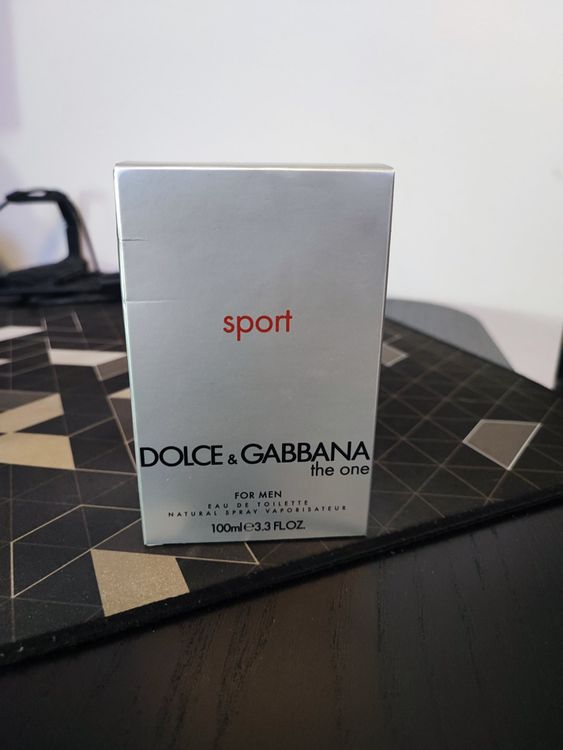 sport
DOLCE & GABBANA
the one
FOR MEN
EAU DE TOILETTE
NATURAL SPRAY VAPORISATEUR
100ml℮3.3 FL.OZ.